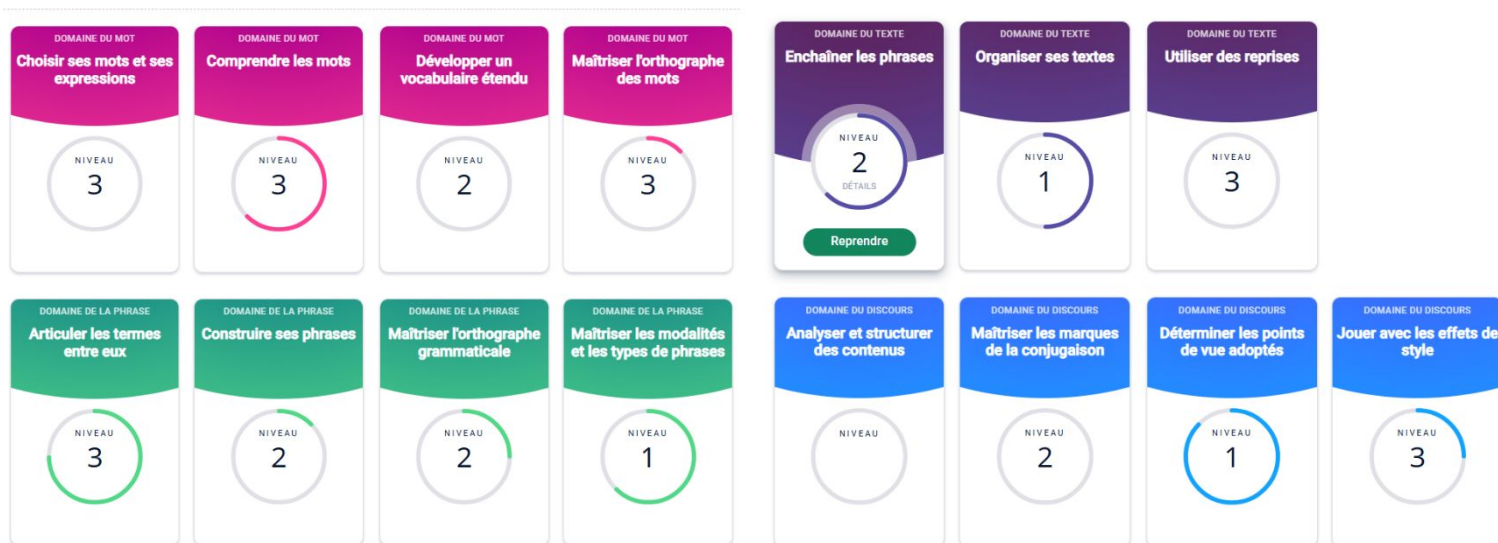 DOMAINE DU MOT
Choisir ses mots et ses
expressions
NIVEAU
3
DOMAINE DU MOT
Comprendre les mots
NIVEAU
3
DOMAINE DU MOT
Développer un
vocabulaire étendu
NIVEAU
2
DOMAINE DU MOT
Maîtriser l'orthographe
des mots
NIVEAU
3
DOMAINE DU TEXTE
Enchaîner les phrases
NIVEAU
2
DÉTAILS
Reprendre
DOMAINE DU TEXTE
Organiser ses textes
NIVEAU
1
DOMAINE DU TEXTE
Utiliser des reprises
NIVEAU
3
DOMAINE DE LA PHRASE
Articuler les termes
entre eux
NIVEAU
3
DOMAINE DE LA PHRASE
Construire ses phrases
NIVEAU
2
DOMAINE DE LA PHRASE
Maîtriser l'orthographe
grammaticale
NIVEAU
2
DOMAINE DE LA PHRASE
Maîtriser les modalités
et les types de phrases
NIVEAU
1
DOMAINE DU DISCOURS
Analyser et structurer
des contenus
NIVEAU
DOMAINE DU DISCOURS
Maîtriser les marques
de la conjugaison
NIVEAU
2
DOMAINE DU DISCOURS
Déterminer les points
de vue adoptés
NIVEAU
1
DOMAINE DU DISCOURS
Jouer avec les effets de
style
NIVEAU
3